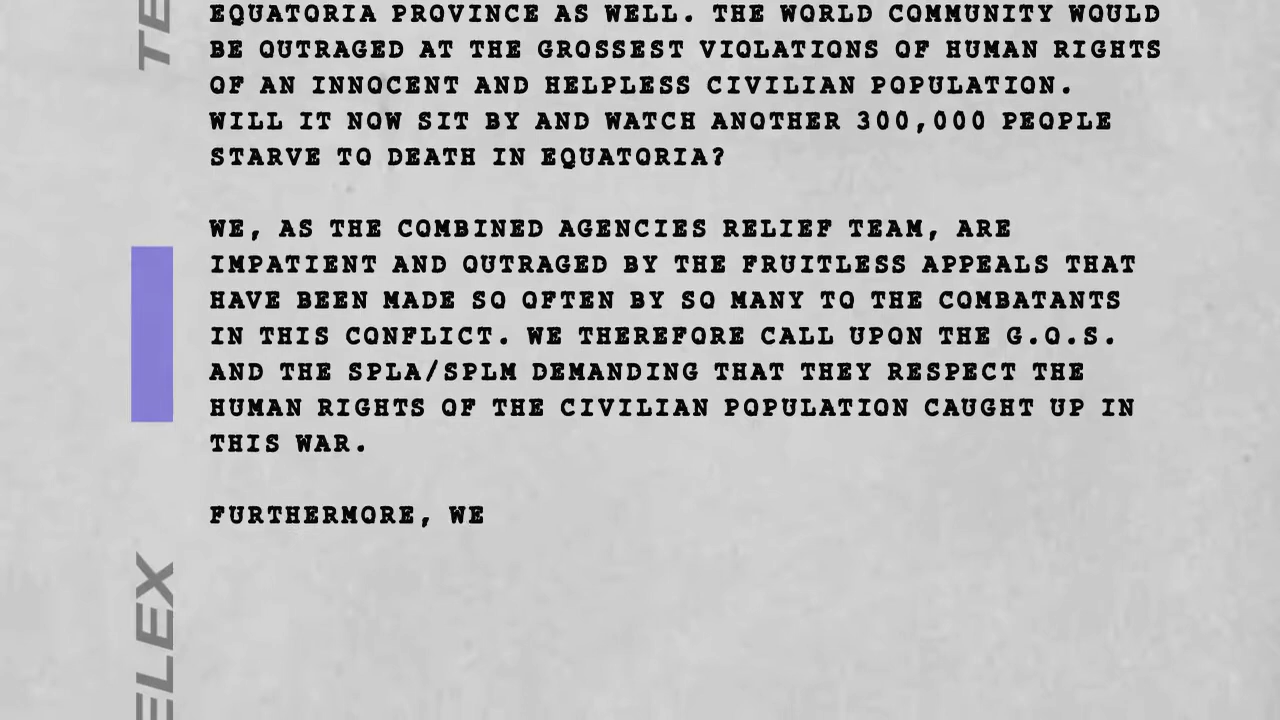 EQUATORIA PROVINCE AS WELL. THE WORLD COMMUNITY WOULD
BE OUTRAGED AT THE GROSSEST VIOLATIONS OF HUMAN RIGHTS
OF AN INNOCENT AND HELPLESS CIVILIAN POPULATION.
WILL IT NOW SIT BY AND WATCH ANOTHER 300,000 PEOPLE
STARVE TO DEATH IN EQUATORIA?
WE, AS THE COMBINED AGENCIES RELIEF TEAM, ARE
IMPATIENT AND OUTRAGED BY THE FRUITLESS APPEALS THAT
HAVE BEEN MADE SO OFTEN BY SO MANY TO THE COMBATANTS
IN THIS CONFLICT. WE THEREFORE CALL UPON THE G.O.S.
AND THE SPLA/SPLM DEMANDING THAT THEY RESPECT THE
HUMAN RIGHTS OF THE CIVILIAN POPULATION CAUGHT UP IN
THIS WAR.
FURTHERMORE, WE
TE
ELEX